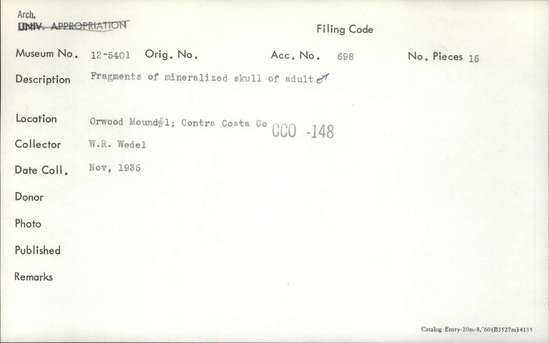 Arch.
UNIV. APPROPRIATION
Filing Code
Museum No. 12-5401 Orig. No. Acc. No. 698 No. Pieces 15
Description Fragments of mineralized skull of adult ♂
Location Orwood Mound#1; Contra Costa Co CCO -148
Collector W.R. Wedel
Date Coll. Nov, 1935
Donor
Photo
Published
Remarks
Catalog-Entry-20m-8,'60(B3527m)4135